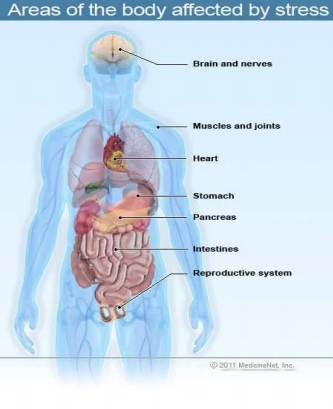 Areas of the body affected by stress
Brain and nerves
Muscles and joints
Heart
Stomach
Pancreas
Intestines
Reproductive system
© 2011 MedicineNet, Inc.